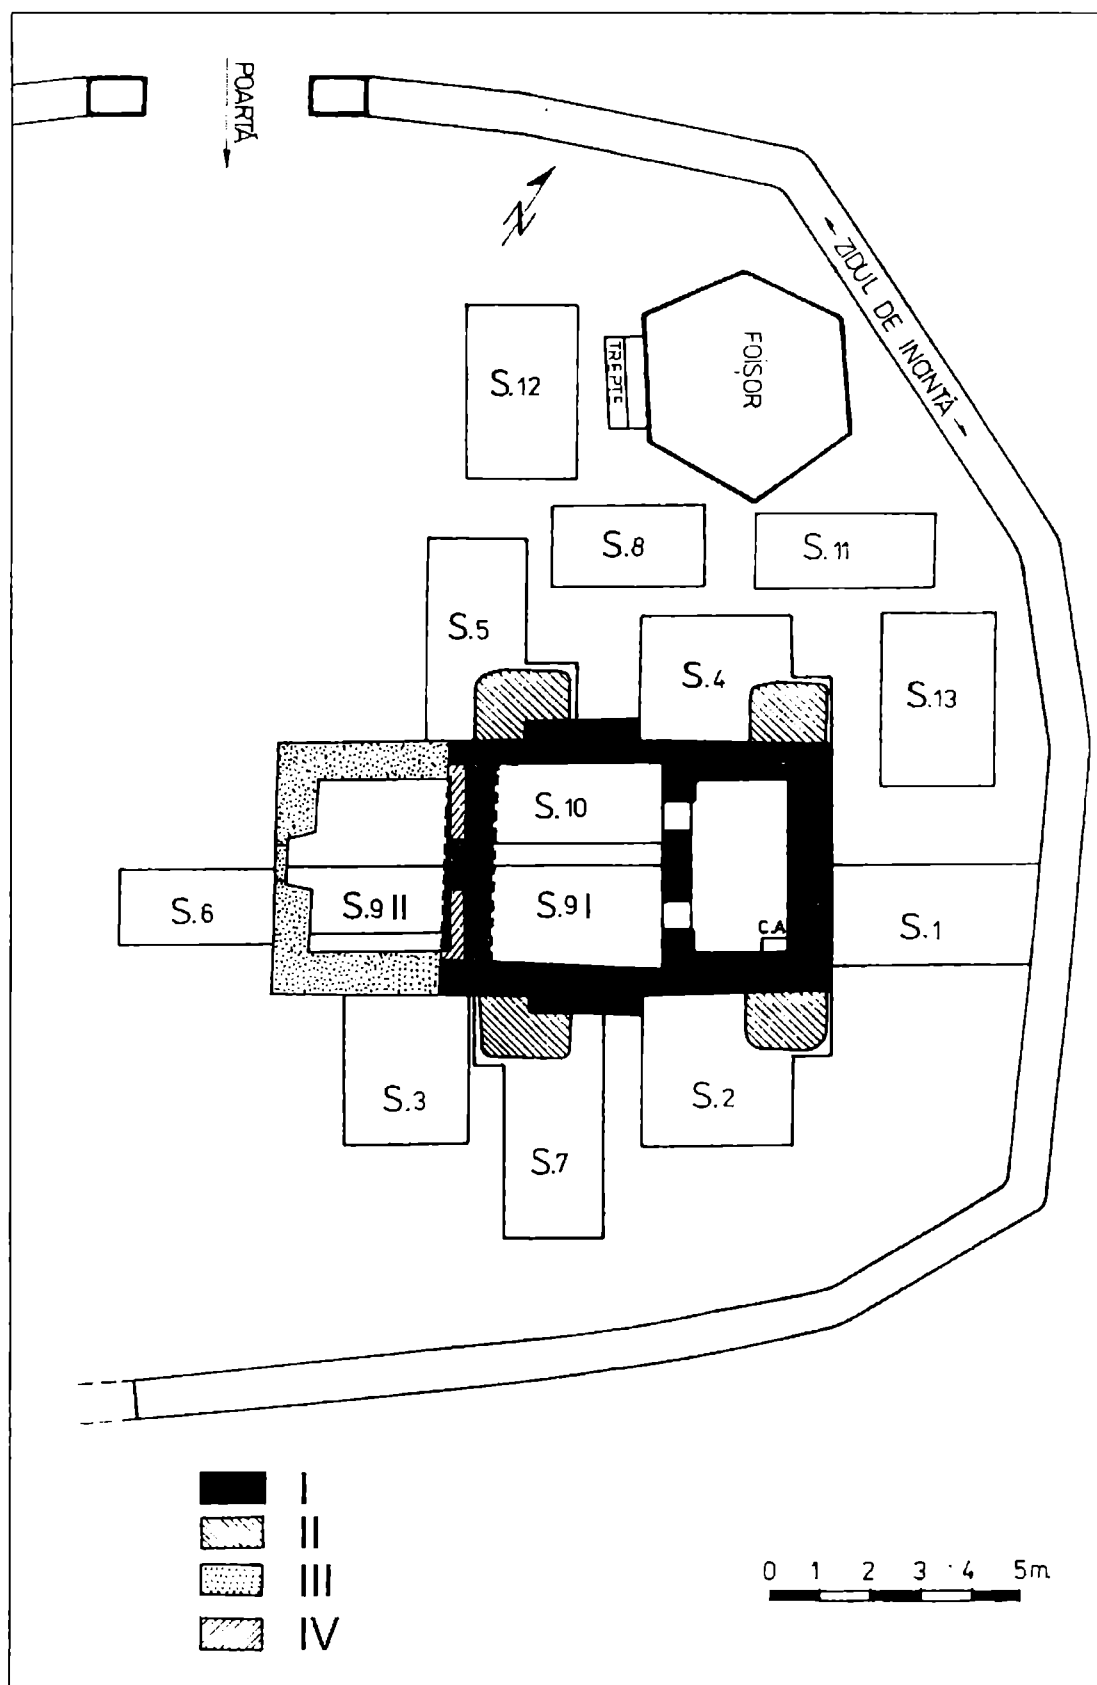 POARTĂ
N
← ZIDUL DE INCINTĂ →
FOIȘOR
TREPTE
S.12
S.8
S.11
S.5
S.4
S.13
S.10
S.6
S.9 II
S.9 I
C.A
S.1
S.3
S.2
S.7
I
II
III
IV
0 1 2 3 4 5m